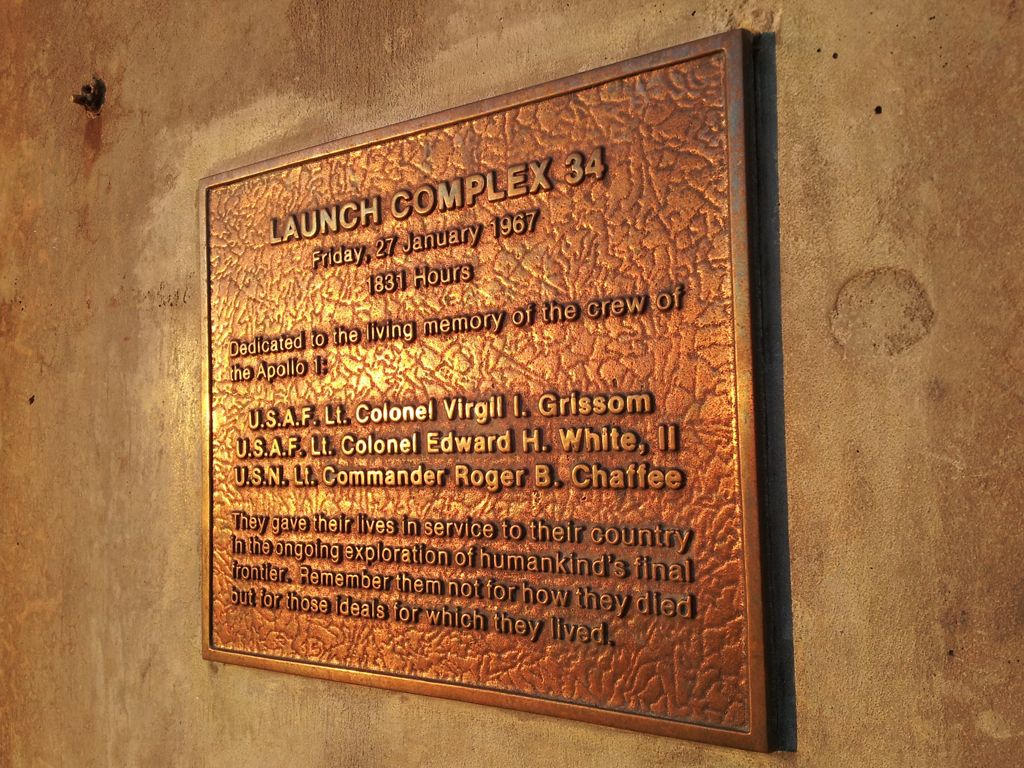 LAUNCH COMPLEX 34
Friday, 27 January 1967
1831 Hours
Dedicated to the living memory of the crew of
the Apollo 1:
U.S.A.F. Lt. Colonel Virgil I. Grissom
U.S.A.F. Lt. Colonel Edward H. White, II
U.S.N. Lt. Commander Roger B. Chaffee
They gave their lives in service to their country
in the ongoing exploration of humankind's final
frontier. Remember them not for how they died
but for those ideals for which they lived.